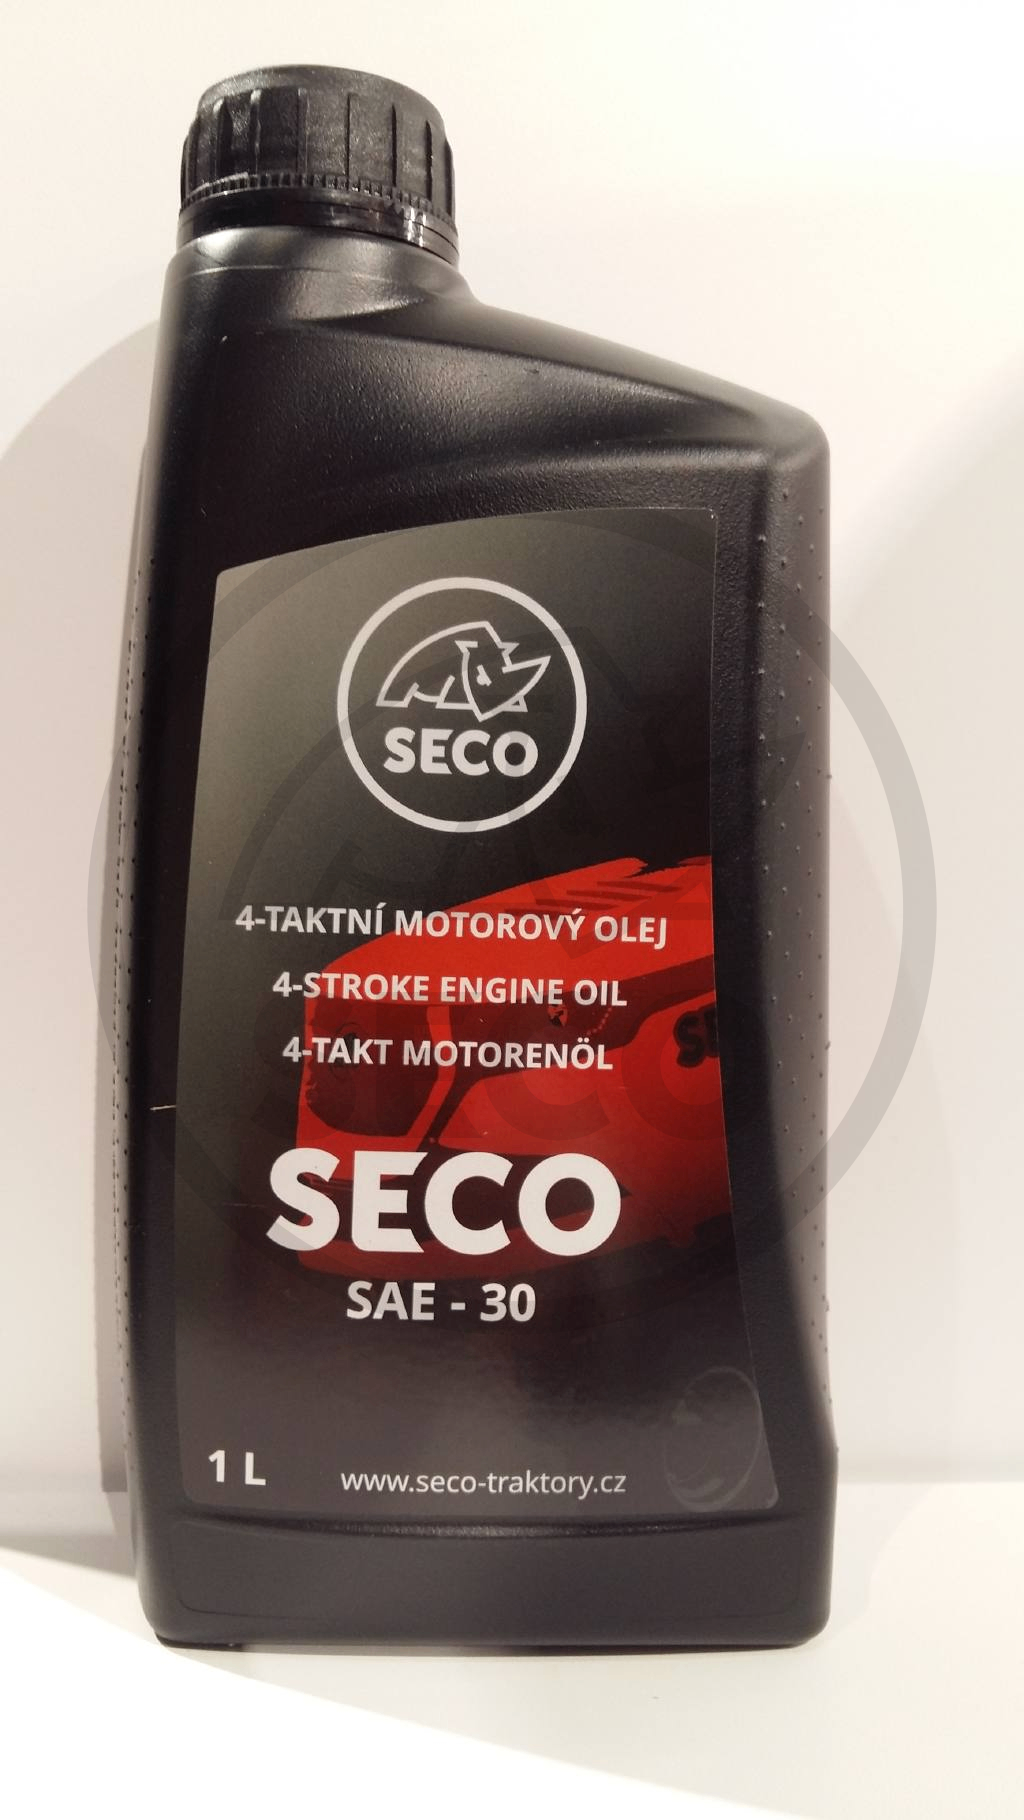 SECO
4-TAKTNÍ MOTOROVÝ OLEJ
4-STROKE ENGINE OIL
4-TAKT MOTORENÖL
SECO
SAE - 30
1 L
www.seco-traktory.cz